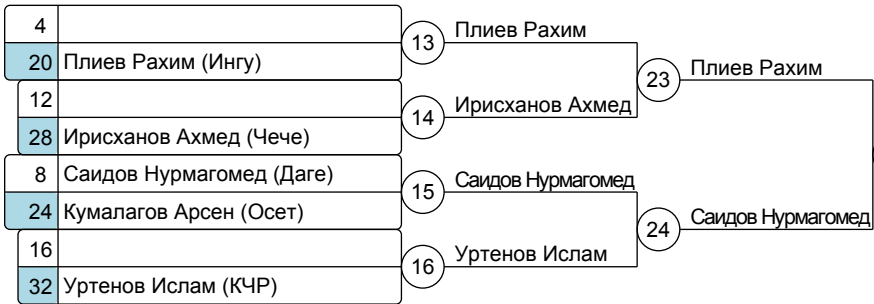 4
13 Плиев Рахим
20 Плиев Рахим (Ингу)
23 Плиев Рахим
12
14 Ирисханов Ахмед
28 Ирисханов Ахмед (Чече)
8 Саидов Нурмагомед (Даге)
15 Саидов Нурмагомед
24 Кумалагов Арсен (Осет)
24 Саидов Нурмагомед
16
16 Уртенов Ислам
32 Уртенов Ислам (КЧР)